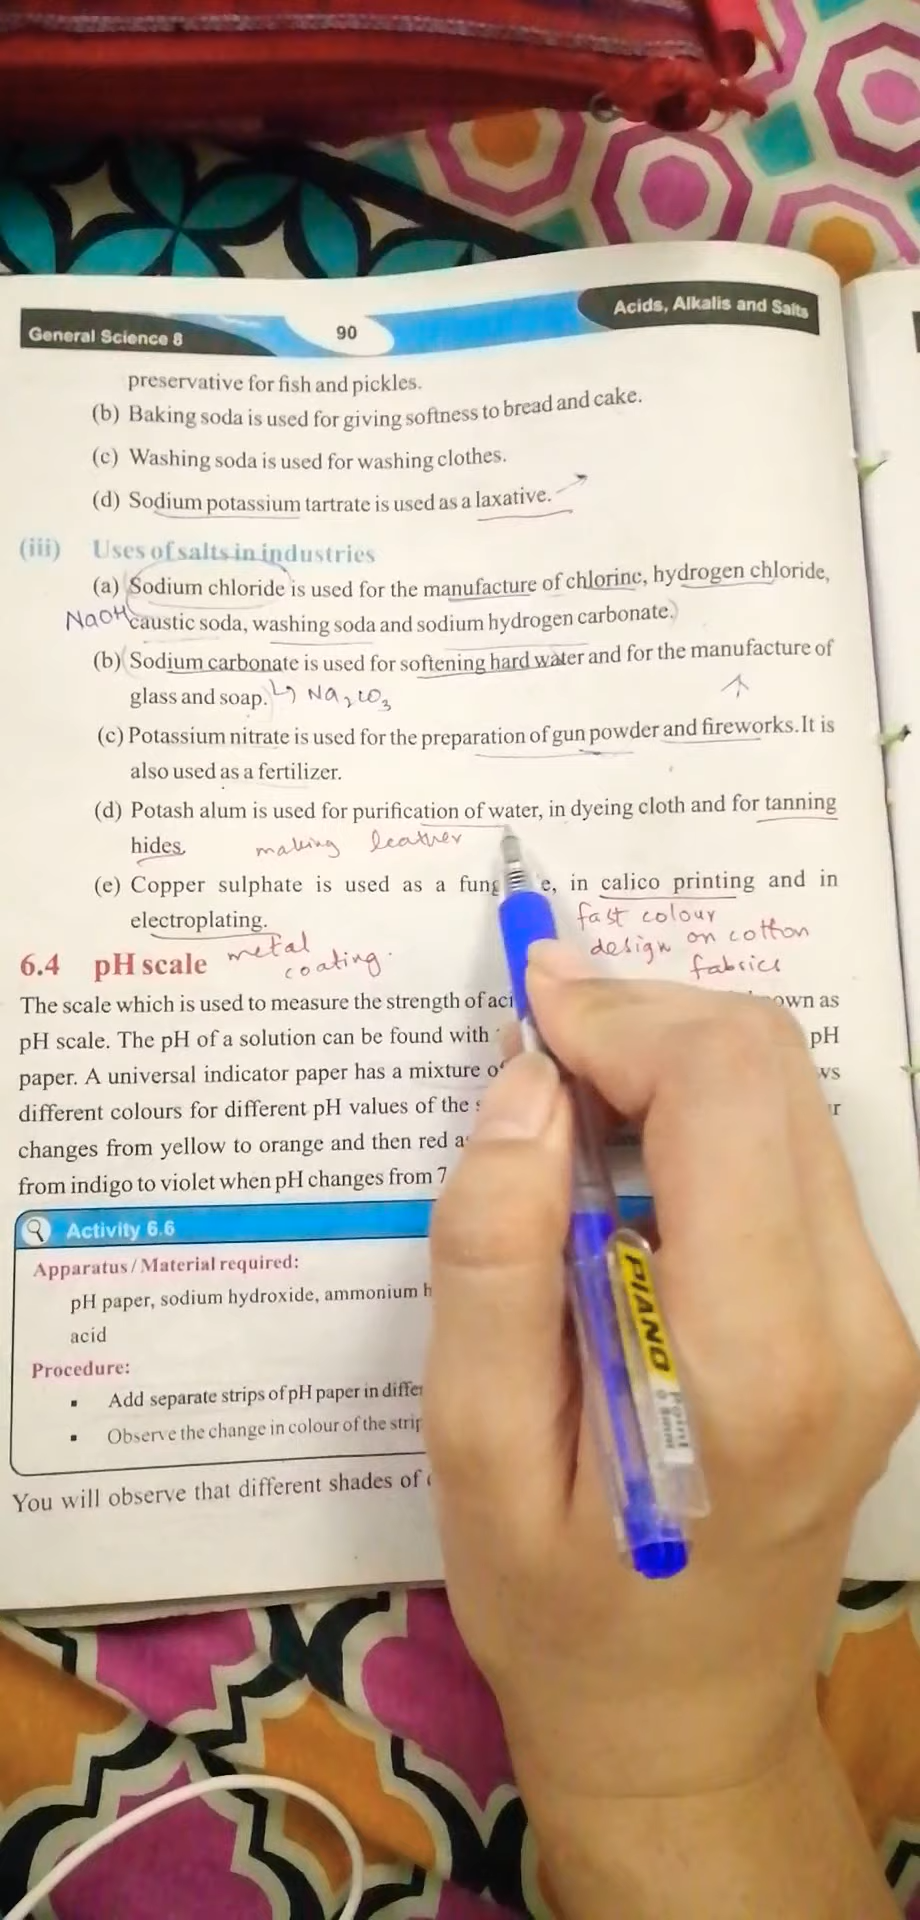 General Science 8
90
Acids, Alkalis and Salts
preservative for fish and pickles.
(b) Baking soda is used for giving softness to bread and cake.
(c) Washing soda is used for washing clothes.
(d) Sodium potassium tartrate is used as a laxative.
(iii) Uses of salts in industries
(a) Sodium chloride is used for the manufacture of chlorine, hydrogen chloride,
NaOH caustic soda, washing soda and sodium hydrogen carbonate.
(b) Sodium carbonate is used for softening hard water and for the manufacture of
glass and soap. Na2CO3
(c) Potassium nitrate is used for the preparation of gun powder and fireworks. It is
also used as a fertilizer.
(d) Potash alum is used for purification of water, in dyeing cloth and for tanning
hides. making leather
(e) Copper sulphate is used as a fung e, in calico printing and in
electroplating.
fast colour
design on cotton
fabrics
metal
coating.
6.4 pH scale
The scale which is used to measure the strength of aci own as
pH scale. The pH of a solution can be found with pH
paper. A universal indicator paper has a mixture of ws
different colours for different pH values of the
changes from yellow to orange and then red a
from indigo to violet when pH changes from 7
Activity 6.6
Apparatus / Material required:
pH paper, sodium hydroxide, ammonium h
acid
Procedure:
▪ Add separate strips of pH paper in differ
▪ Observe the change in colour of the strip
You will observe that different shades of
PIANO
Point